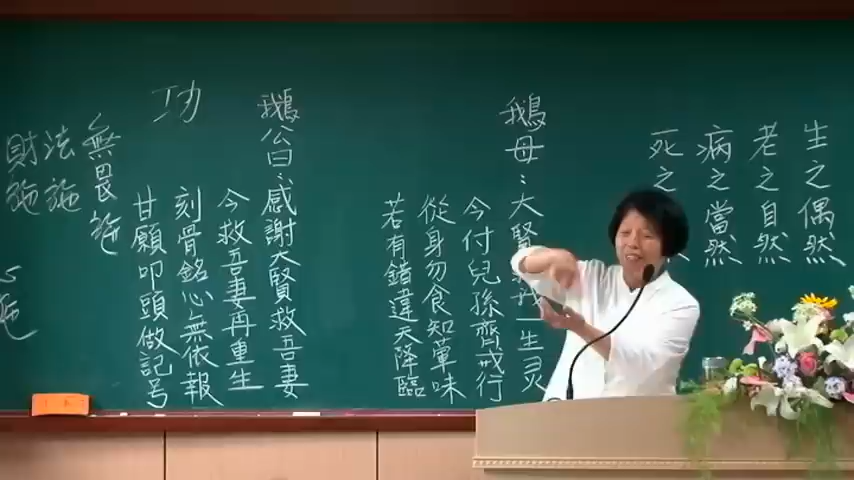 生之偶然
老之自然
病之當然
死之
鵝母：大賢
一生灵
今付兒孫齊戒行
從身勿食知葷味
若有錯違天降臨
鵝公曰：感謝大賢救吾妻
今救吾妻再重生
刻骨銘心無依報
甘願叩頭做記号
功
無畏施
法施
財施